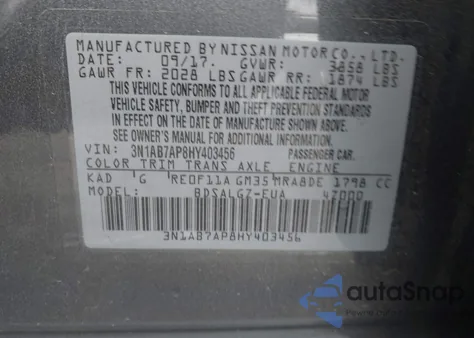 MANUFACTURED BY NISSAN MOTOR CO., LTD.
DATE: 09/17. GVWR: 3858 LBS
GAWR FR: 2028 LBS GAWR RR: 1874 LBS
THIS VEHICLE CONFORMS TO ALL APPLICABLE FEDERAL MOTOR
VEHICLE SAFETY, BUMPER AND THEFT PREVENTION STANDARDS
IN EFFECT ON THE DATE OF MANUFACTURE SHOWN ABOVE.
SEE OWNER'S MANUAL FOR ADDITIONAL INFORMATION.
VIN: 3N1AB7AP8HY403456 PASSENGER CAR.
COLOR TRIM TRANS AXLE ENGINE
KAD G RE0F11A GM35 MRA8DE 1798 CC
MODEL: BDSALG7-EUA 47000
3N1AB7AP8HY403456
autoSnap